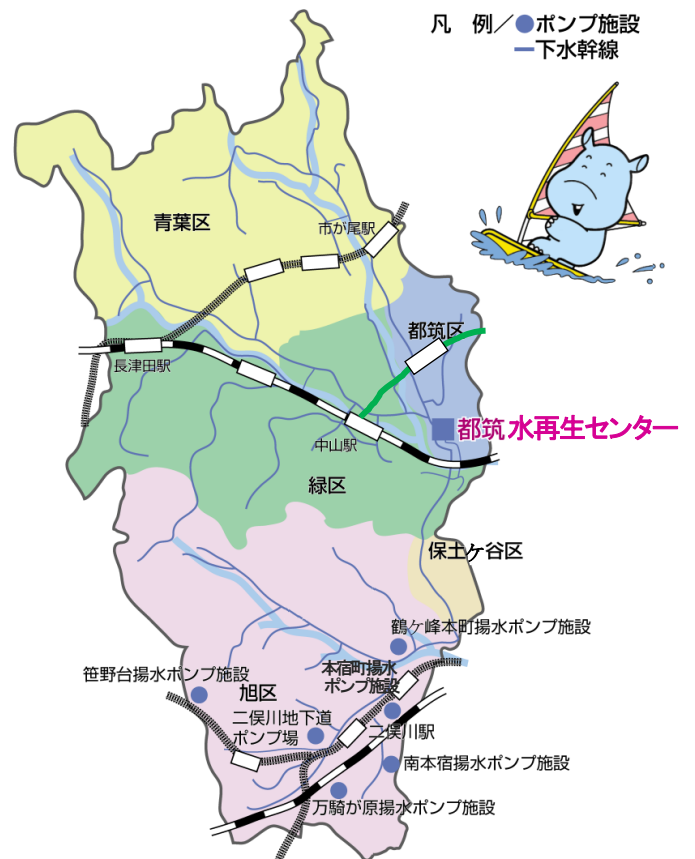 凡 例/●ポンプ施設
ー下水幹線
青葉区
市が尾駅
都筑区
長津田駅
都筑水再生センター
中山駅
緑区
保土ケ谷区
鶴ケ峰本町揚水ポンプ施設
本宿町揚水
ポンプ施設
笹野台揚水ポンプ施設
旭区
二俣川地下道
ポンプ場
二俣川駅
南本宿揚水ポンプ施設
万騎が原揚水ポンプ施設